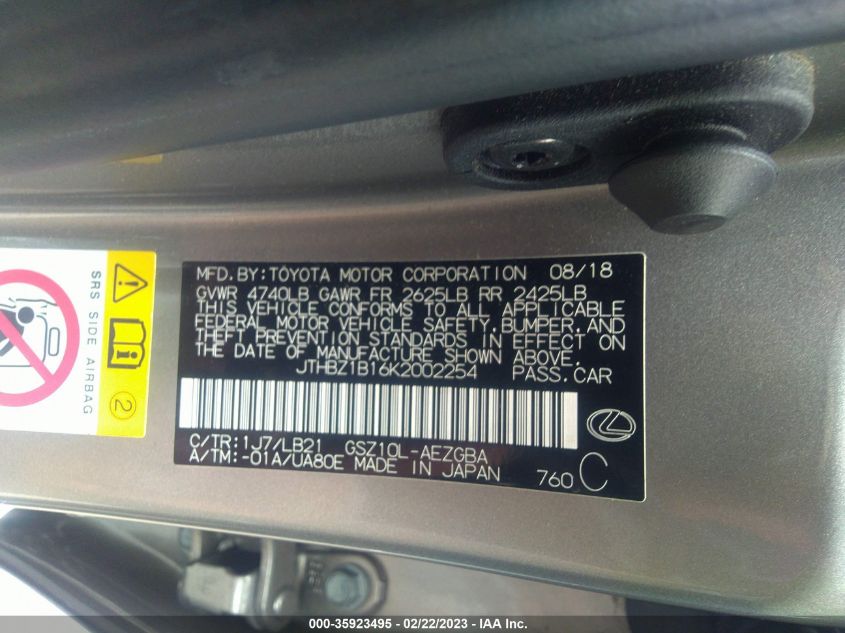 MFD.BY:TOYOTA MOTOR CORPORATION 08/18
GVWR 4740LB GAWR FR 2625LB RR 2425LB
THIS VEHICLE CONFORMS TO ALL APPLICABLE
FEDERAL MOTOR VEHICLE SAFETY,BUMPER,AND
THEFT PREVENTION STANDARDS IN EFFECT ON
THE DATE OF MANUFACTURE SHOWN ABOVE.
JTHBZ1B16K2002254 PASS.CAR
C/TR:1J7/LB21 GSZ10L-AEZGBA
A/TM:-01A/UA80E MADE IN JAPAN 760 C
SRS SIDE AIRBAG
2
000-35923495 - 02/22/2023 - IAA Inc.